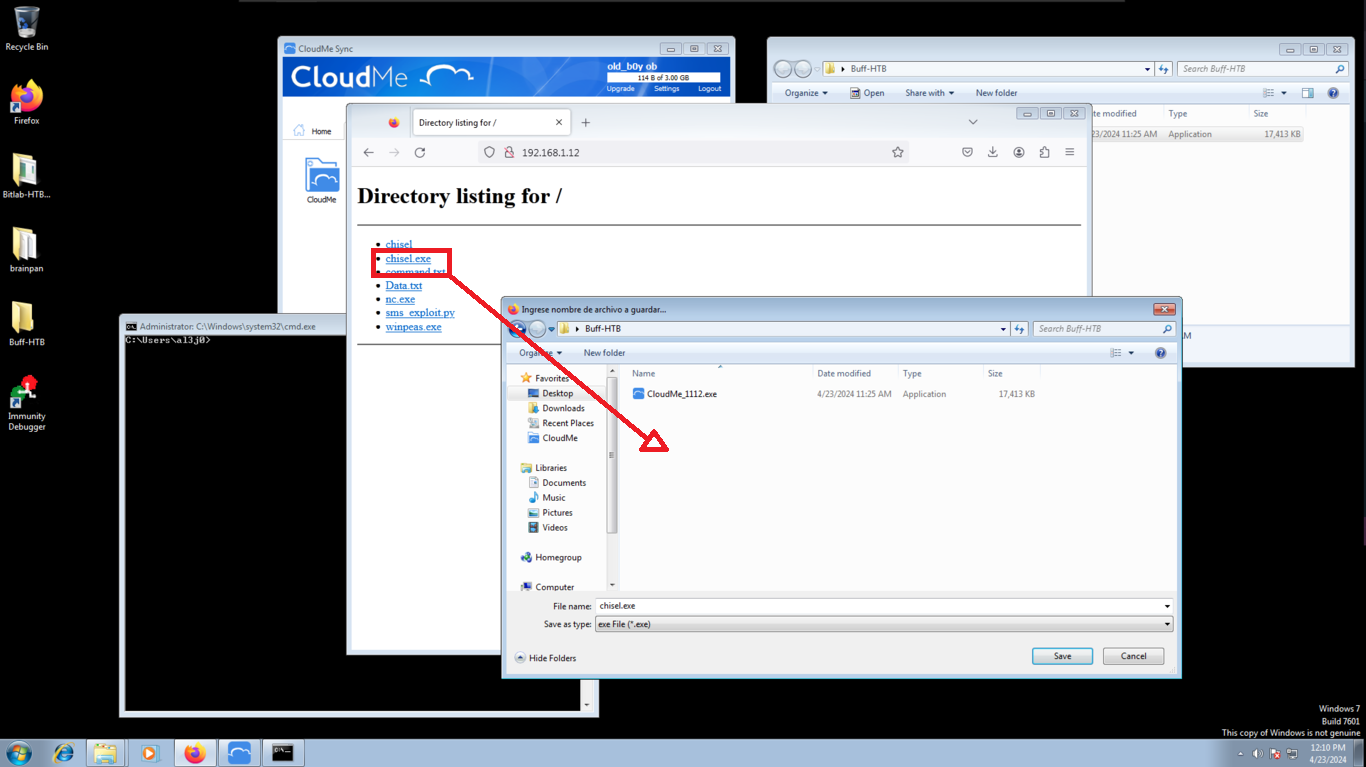 Recycle Bin
Firefox
Bitlab-HTB...
brainpan
Buff-HTB
Immunity
Debugger
CloudMe Sync
CloudMe
old_b0y ob
114 B of 3.00 GB
Upgrade Settings Logout
Home
CloudMe
Buff-HTB
Search Buff-HTB
Organize Open Share with New folder
te modified Type Size
23/2024 11:25 AM Application 17,413 KB
M
Directory listing for /
192.168.1.12
Directory listing for /
chisel
chisel.exe
command.txt
Data.txt
nc.exe
sms_exploit.py
winpeas.exe
Administrator: C:\Windows\system32\cmd.exe
C:\Users\al3j0>
Ingrese nombre de archivo a guardar...
Buff-HTB
Search Buff-HTB
Organize New folder
Favorites
Desktop
Downloads
Recent Places
CloudMe
Libraries
Documents
Music
Pictures
Videos
Homegroup
Computer
Name Date modified Type Size
CloudMe_1112.exe 4/23/2024 11:25 AM Application 17,413 KB
File name: chisel.exe
Save as type: exe File (*.exe)
Hide Folders
Save Cancel
Windows 7
Build 7601
This copy of Windows is not genuine
12:10 PM
4/23/2024